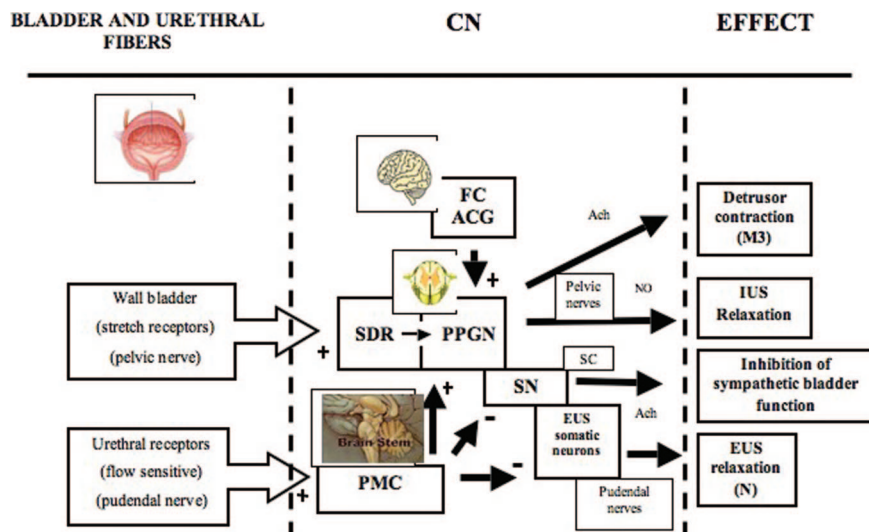 BLADDER AND URETHRAL
FIBERS
CN
EFFECT
FC
ACG
Ach
Detrusor
contraction
(M3)
+
Wall bladder
(stretch receptors)
(pelvic nerve)
+
SDR
PPGN
Pelvic
nerves
NO
IUS
Relaxation
SN
SC
Inhibition of
sympathetic bladder
function
+
-
Brain Stem
EUS
somatic
neurons
Ach
Urethral receptors
(flow sensitive)
(pudendal nerve)
+
PMC
-
EUS
relaxation
(N)
Pudendal
nerves